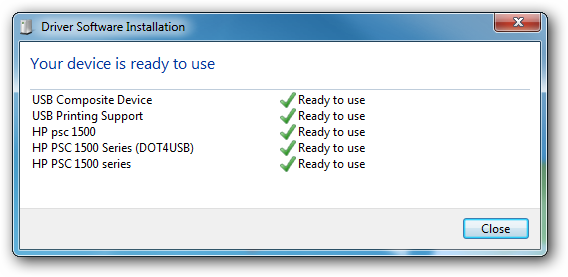 Driver Software Installation
Your device is ready to use
USB Composite Device Ready to use
USB Printing Support Ready to use
HP psc 1500 Ready to use
HP PSC 1500 Series (DOT4USB) Ready to use
HP PSC 1500 series Ready to use
Close